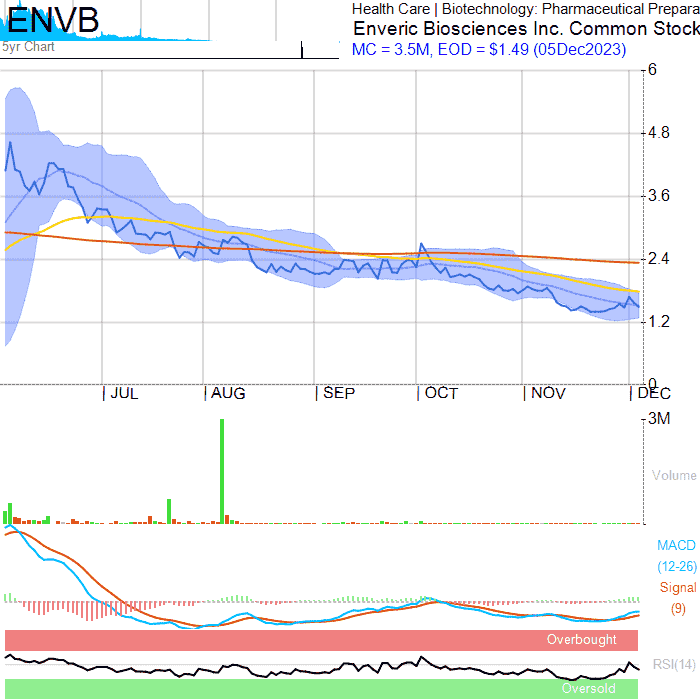 ENVB
5yr Chart
Health Care | Biotechnology: Pharmaceutical Prepara
Enveric Biosciences Inc. Common Stock
MC = 3.5M, EOD = $1.49 (05Dec2023)
6
4.8
3.6
2.4
1.2
0
JUL AUG SEP OCT NOV DEC
3M
Volume
MACD
(12-26)
Signal
(9)
Overbought
RSI(14)
Oversold